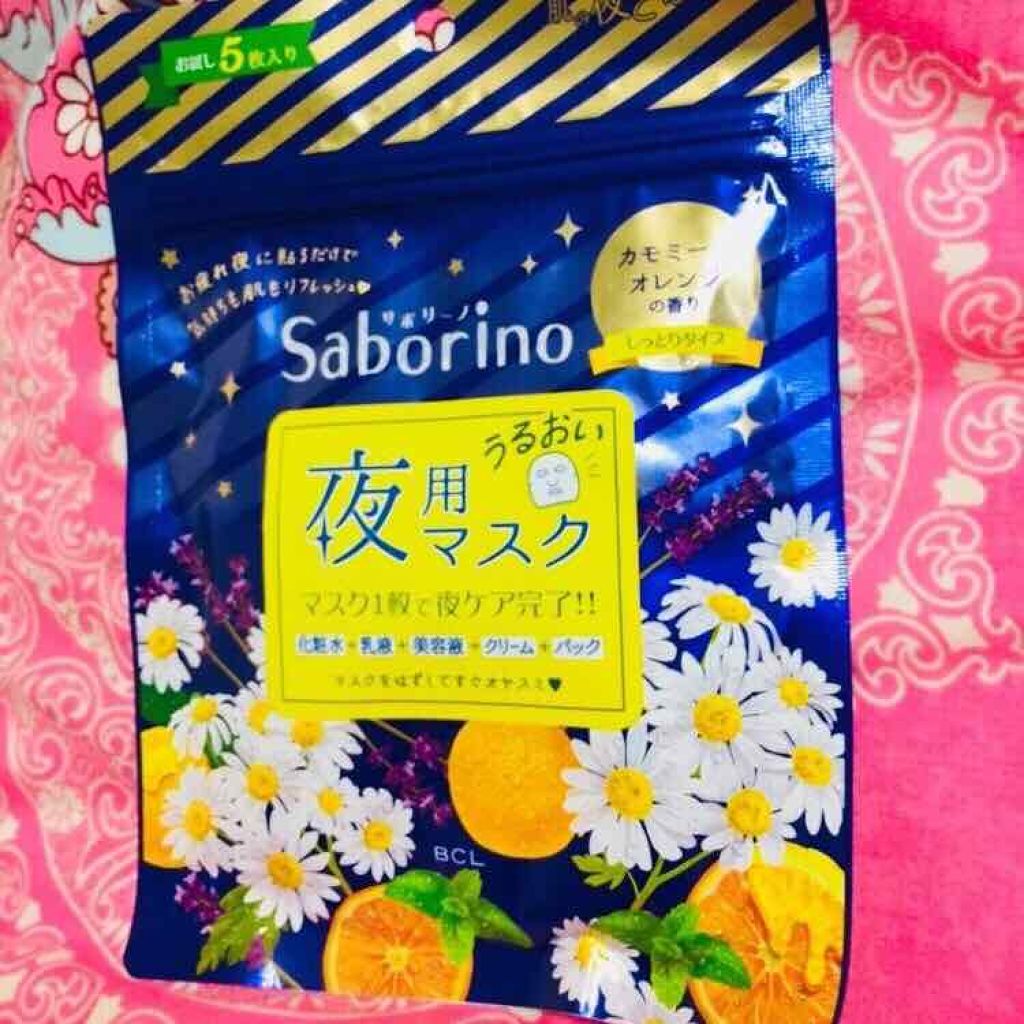 お試し5枚入り
カモミー
オレンジ
の香り
しっとりタイプ
お疲れ夜に貼るだけで
気持ちも肌もリフレッシュ♥
サボリーノ
Saborino
うるおい
夜用
マスク
マスク1枚で夜ケア完了!!
化粧水+乳液+美容液+クリーム+パック
マスクをはずしてすぐオヤスミ♥
BCL